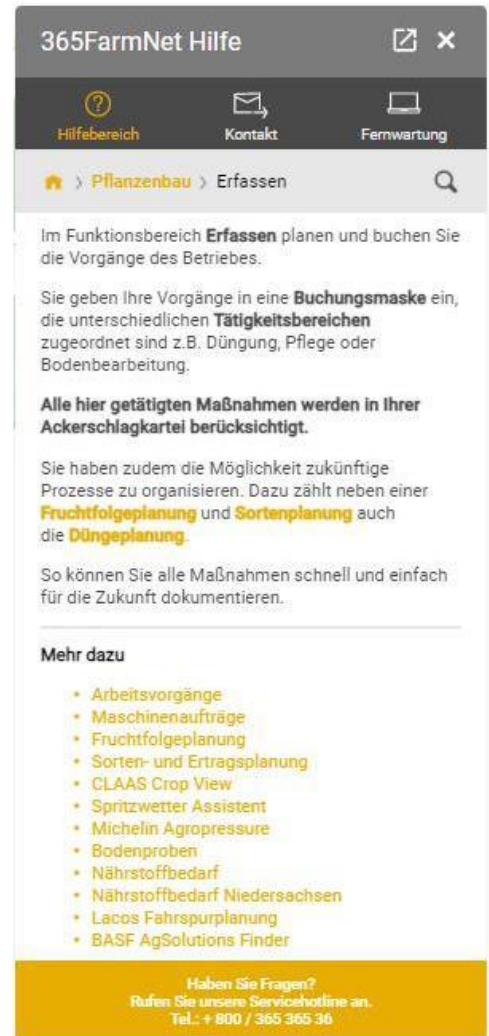 365FarmNet Hilfe
Hilfebereich Kontakt Fernwartung
Pflanzenbau > Erfassen
Im Funktionsbereich Erfassen planen und buchen Sie
die Vorgänge des Betriebes.
Sie geben Ihre Vorgänge in eine Buchungsmaske ein,
die unterschiedlichen Tätigkeitsbereichen
zugeordnet sind z.B. Düngung, Pflege oder
Bodenbearbeitung.
Alle hier getätigten Maßnahmen werden in Ihrer
Ackerschlagkartei berücksichtigt.
Sie haben zudem die Möglichkeit zukünftige
Prozesse zu organisieren. Dazu zählt neben einer
Fruchtfolgeplanung und Sortenplanung auch
die Düngeplanung.
So können Sie alle Maßnahmen schnell und einfach
für die Zukunft dokumentieren.
Mehr dazu
• Arbeitsvorgänge
• Maschinenaufträge
• Fruchtfolgeplanung
• Sorten- und Ertragsplanung
• CLAAS Crop View
• Spritzwetter Assistent
• Michelin Agropressure
• Bodenproben
• Nährstoffbedarf
• Nährstoffbedarf Niedersachsen
• Lacos Fahrspurplanung
• BASF AgSolutions Finder
Haben Sie Fragen?
Rufen Sie unsere Servicehotline an.
Tel.: + 800 / 365 365 36